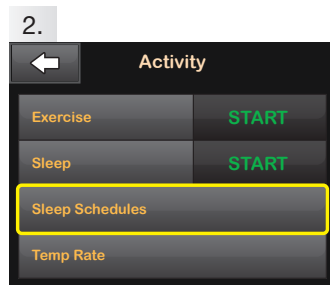 2.
Activity
Exercise START
Sleep START
Sleep Schedules
Temp Rate